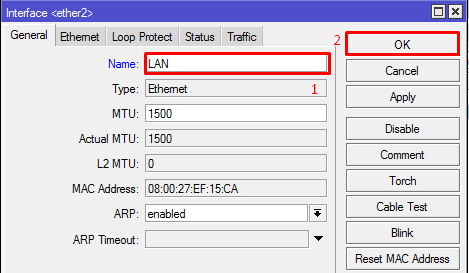 Interface <ether2>
General Ethernet Loop Protect Status Traffic
2 OK
Name: LAN
Cancel
Type: Ethernet 1
Apply
MTU: 1500
Disable
Actual MTU: 1500
Comment
L2 MTU: 0
Torch
MAC Address: 08:00:27:EF:15:CA
Cable Test
ARP: enabled
Blink
ARP Timeout:
Reset MAC Address